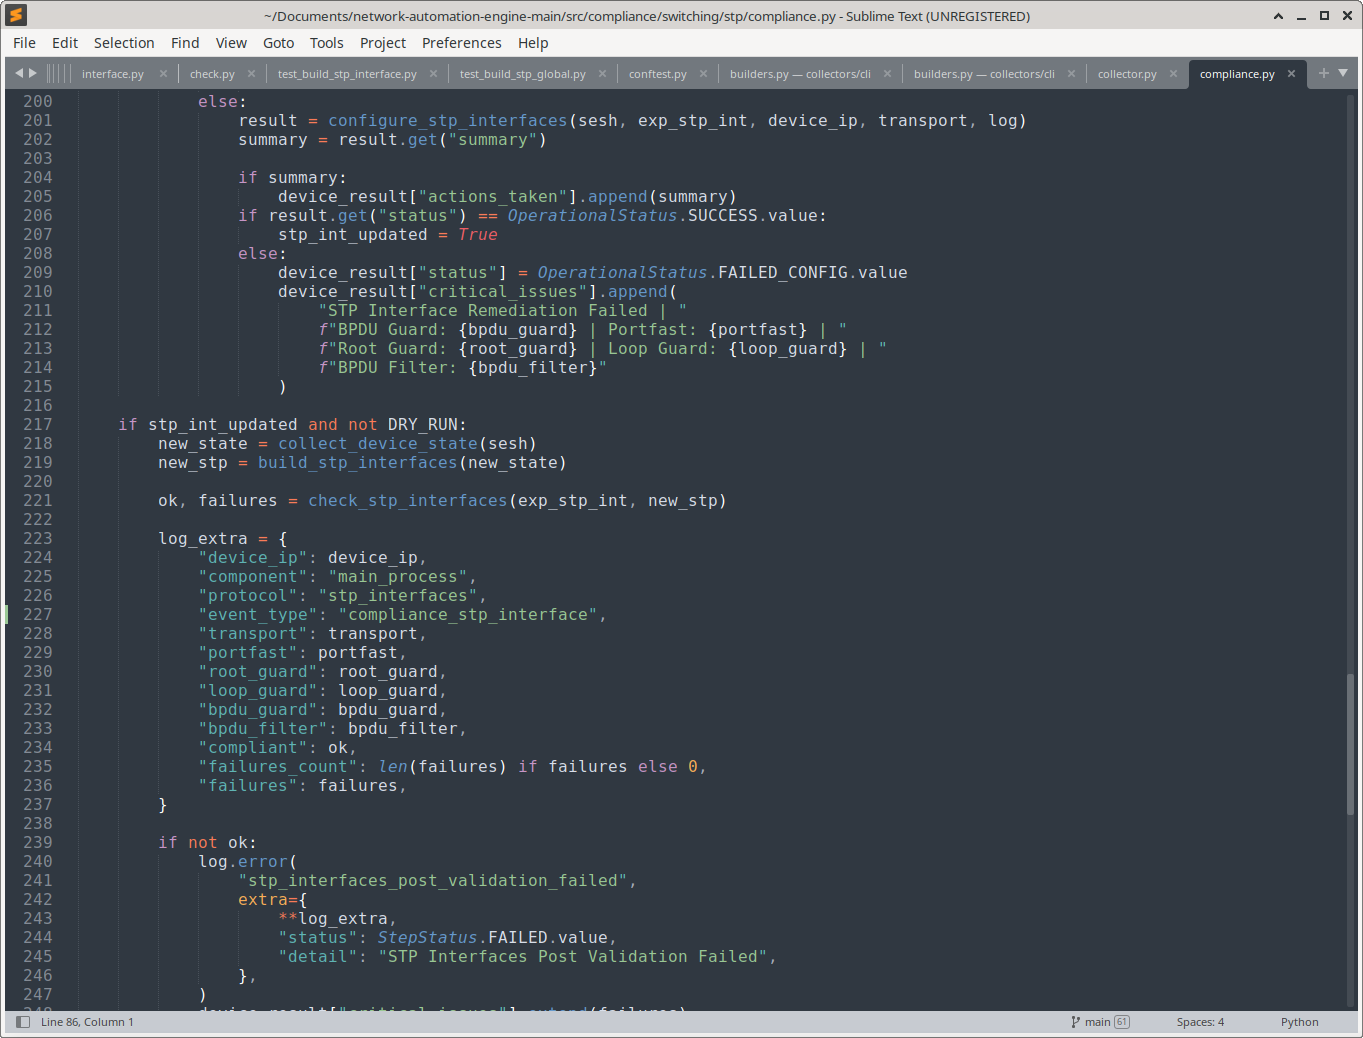 ~/Documents/network-automation-engine-main/src/compliance/switching/stp/compliance.py - Sublime Text (UNREGISTERED)
File Edit Selection Find View Goto Tools Project Preferences Help
interface.py check.py test_build_stp_interface.py test_build_stp_global.py conftest.py builders.py — collectors/cli builders.py — collectors/cli collector.py compliance.py
200 else:
201 result = configure_stp_interfaces(sesh, exp_stp_int, device_ip, transport, log)
202 summary = result.get("summary")
203
204 if summary:
205 device_result["actions_taken"].append(summary)
206 if result.get("status") == OperationalStatus.SUCCESS.value:
207 stp_int_updated = True
208 else:
209 device_result["status"] = OperationalStatus.FAILED_CONFIG.value
210 device_result["critical_issues"].append(
211 "STP Interface Remediation Failed | "
212 f"BPDU Guard: {bpdu_guard} | Portfast: {portfast} | "
213 f"Root Guard: {root_guard} | Loop Guard: {loop_guard} | "
214 f"BPDU Filter: {bpdu_filter}"
215 )
216
217 if stp_int_updated and not DRY_RUN:
218 new_state = collect_device_state(sesh)
219 new_stp = build_stp_interfaces(new_state)
220
221 ok, failures = check_stp_interfaces(exp_stp_int, new_stp)
222
223 log_extra = {
224 "device_ip": device_ip,
225 "component": "main_process",
226 "protocol": "stp_interfaces",
227 "event_type": "compliance_stp_interface",
228 "transport": transport,
229 "portfast": portfast,
230 "root_guard": root_guard,
231 "loop_guard": loop_guard,
232 "bpdu_guard": bpdu_guard,
233 "bpdu_filter": bpdu_filter,
234 "compliant": ok,
235 "failures_count": len(failures) if failures else 0,
236 "failures": failures,
237 }
238
239 if not ok:
240 log.error(
241 "stp_interfaces_post_validation_failed",
242 extra={
243 **log_extra,
244 "status": StepStatus.FAILED.value,
245 "detail": "STP Interfaces Post Validation Failed",
246 },
247 )
248 device_result["critical_issues"].extend(failures)
Line 86, Column 1 main 61 Spaces: 4 Python